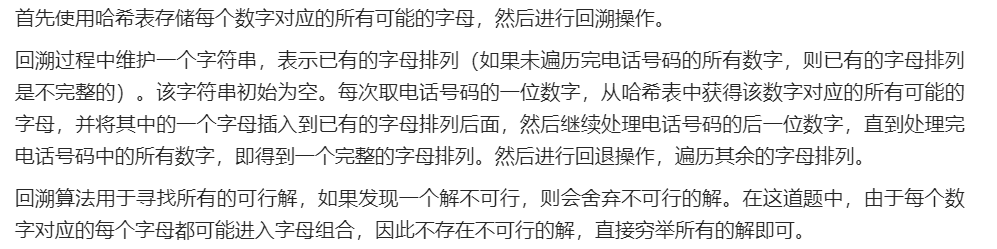 首先使用哈希表存储每个数字对应的所有可能的字母，然后进行回溯操作。
回溯过程中维护一个字符串，表示已有的字母排列（如果未遍历完电话号码的所有数字，则已有的字母排列
是不完整的）。该字符串初始为空。每次取电话号码的一位数字，从哈希表中获得该数字对应的所有可能的
字母，并将其中的一个字母插入到已有的字母排列后面，然后继续处理电话号码的后一位数字，直到处理完
电话号码中的所有数字，即得到一个完整的字母排列。然后进行回退操作，遍历其余的字母排列。
回溯算法用于寻找所有的可行解，如果发现一个解不可行，则会舍弃不可行的解。在这道题中，由于每个数
字对应的每个字母都可能进入字母组合，因此不存在不可行的解，直接穷举所有的解即可。